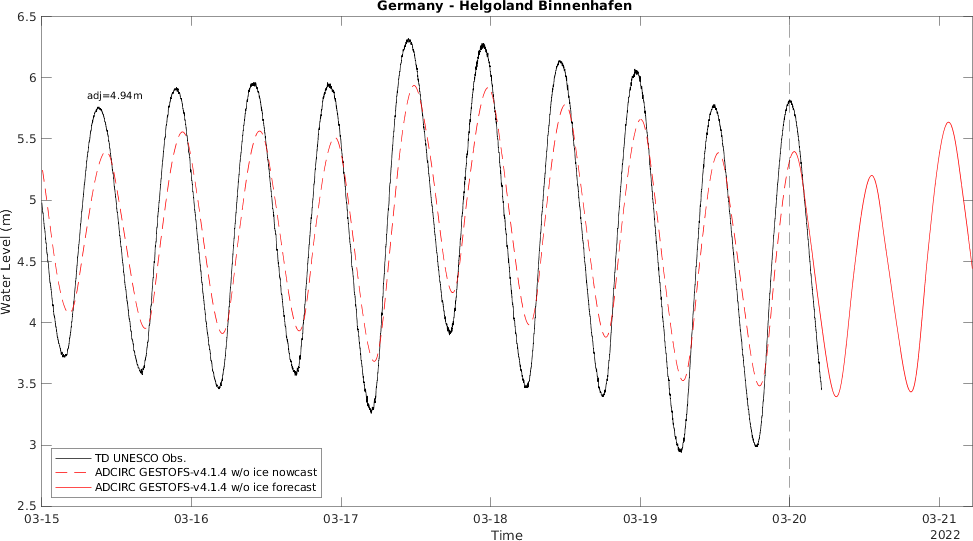 Germany - Helgoland Binnenhafen
6.5
6
5.5
5
4.5
4
3.5
3
2.5
Water Level (m)
adj=4.94m
TD UNESCO Obs.
ADCIRC GESTOFS-v4.1.4 w/o ice nowcast
ADCIRC GESTOFS-v4.1.4 w/o ice forecast
03-15 03-16 03-17 03-18 03-19 03-20 03-21
Time
2022